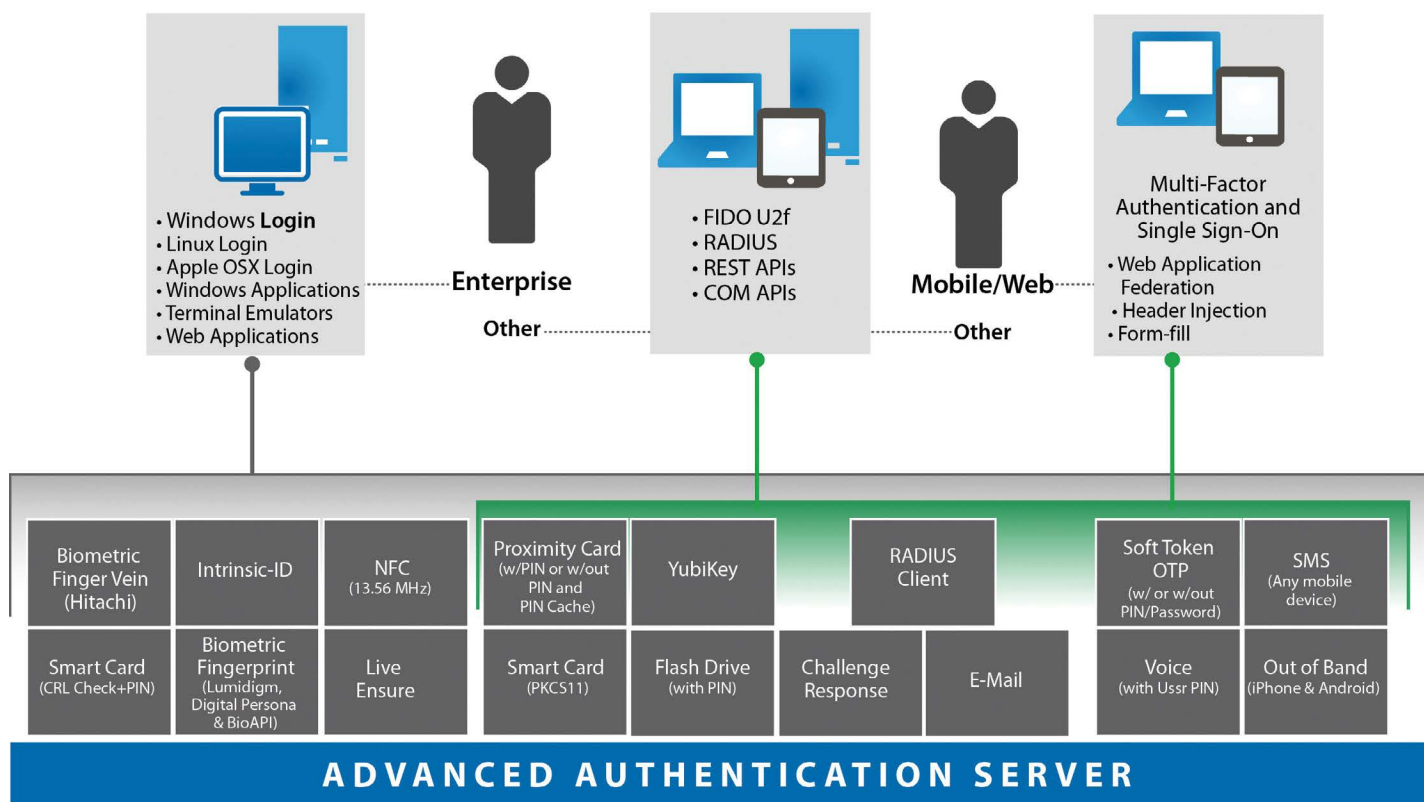 • Windows Login
• Linux Login
• Apple OSX Login
• Windows Applications
• Terminal Emulators
• Web Applications
Enterprise
Other
• FIDO U2f
• RADIUS
• REST APIs
• COM APIs
Mobile/Web
Other
Multi-Factor
Authentication and
Single Sign-On
• Web Application
Federation
• Header Injection
• Form-fill
Biometric
Finger Vein
(Hitachi)
Intrinsic-ID
NFC
(13.56 MHz)
Proximity Card
(w/PIN or w/out
PIN and
PIN Cache)
YubiKey
RADIUS
Client
Soft Token
OTP
(w/ or w/out
PIN/Password)
SMS
(Any mobile
device)
Smart Card
(CRL Check+PIN)
Biometric
Fingerprint
(Lumidigm,
Digital Persona
& BioAPI)
Live
Ensure
Smart Card
(PKCS11)
Flash Drive
(with PIN)
Challenge
Response
E-Mail
Voice
(with Ussr PIN)
Out of Band
(iPhone & Android)
ADVANCED AUTHENTICATION SERVER